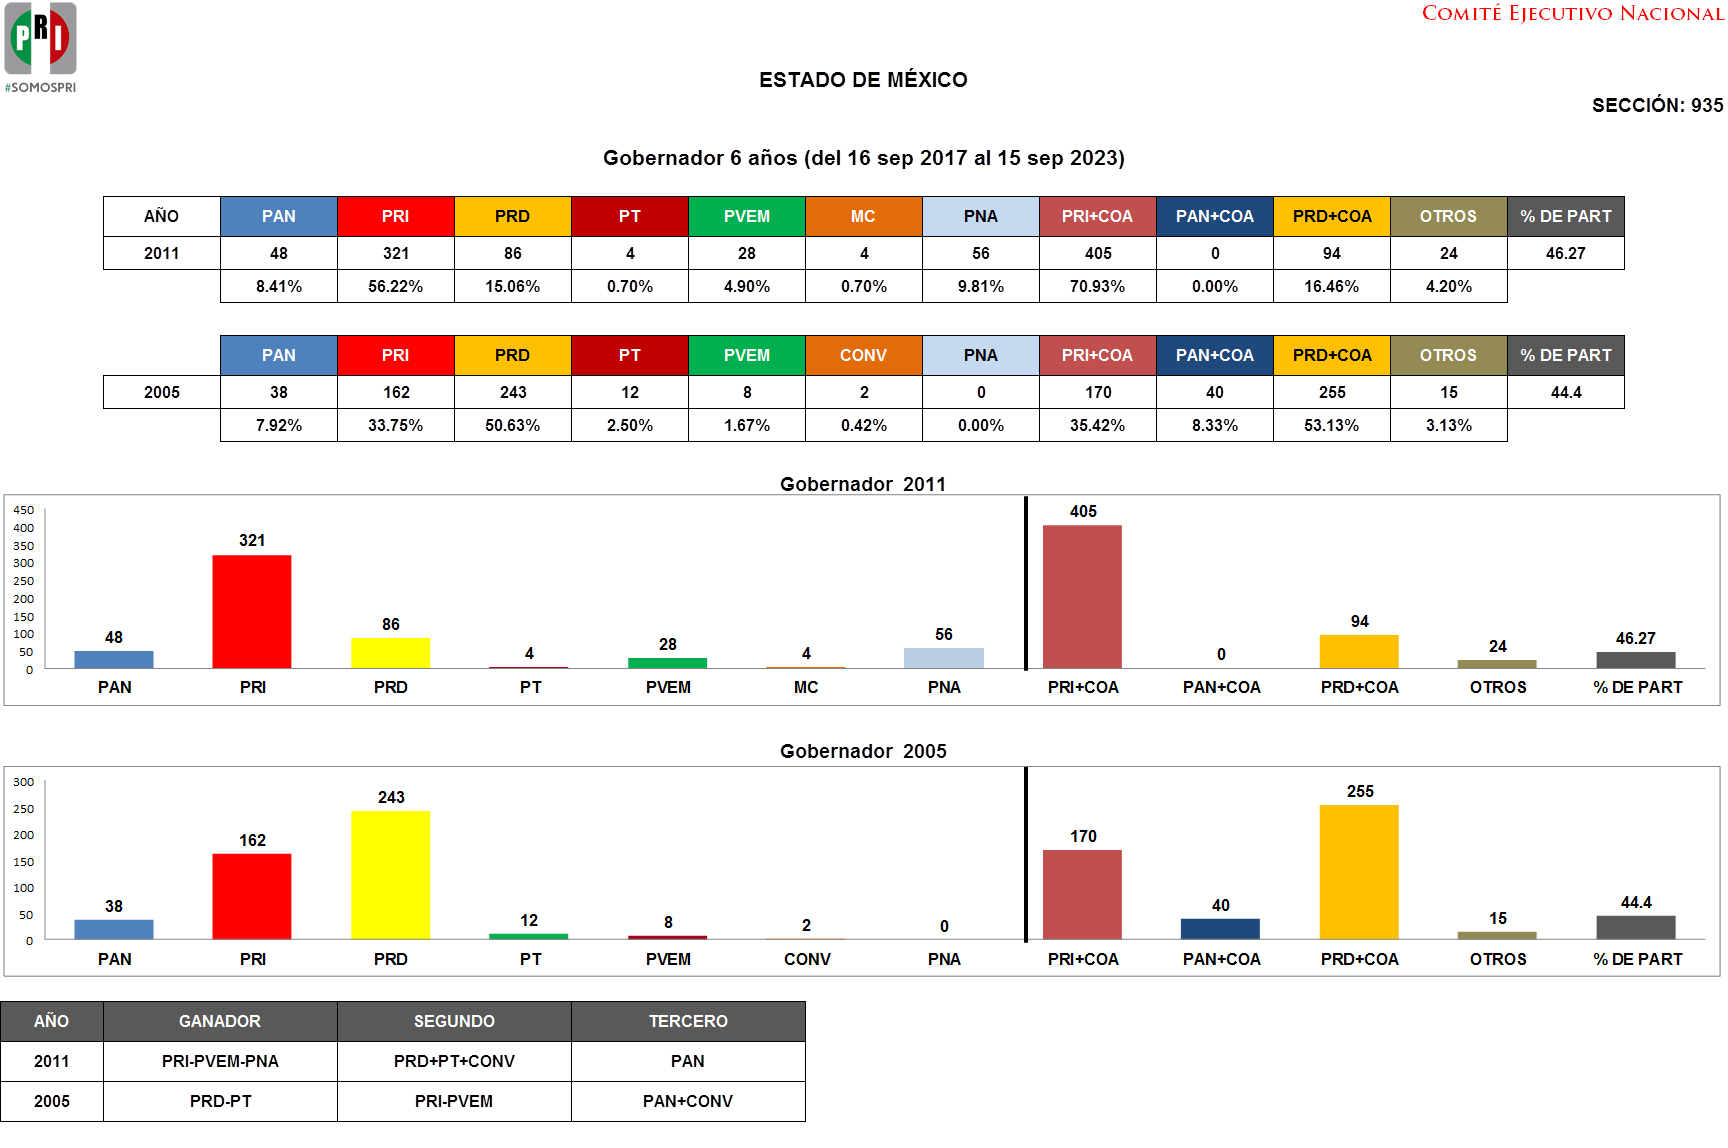 PRI
#SOMOSPRI
COMITÉ EJECUTIVO NACIONAL
ESTADO DE MÉXICO
SECCIÓN: 935
Gobernador 6 años (del 16 sep 2017 al 15 sep 2023)
AÑO PAN PRI PRD PT PVEM MC PNA PRI+COA PAN+COA PRD+COA OTROS % DE PART
2011 48 321 86 4 28 4 56 405 0 94 24 46.27
8.41% 56.22% 15.06% 0.70% 4.90% 0.70% 9.81% 70.93% 0.00% 16.46% 4.20%
PAN PRI PRD PT PVEM CONV PNA PRI+COA PAN+COA PRD+COA OTROS % DE PART
2005 38 162 243 12 8 2 0 170 40 255 15 44.4
7.92% 33.75% 50.63% 2.50% 1.67% 0.42% 0.00% 35.42% 8.33% 53.13% 3.13%
Gobernador 2011
450
400
350
300
250
200
150
100
50
0
48 321 86 4 28 4 56 405 0 94 24 46.27
PAN PRI PRD PT PVEM MC PNA PRI+COA PAN+COA PRD+COA OTROS % DE PART
Gobernador 2005
300
250
200
150
100
50
0
38 162 243 12 8 2 0 170 40 255 15 44.4
PAN PRI PRD PT PVEM CONV PNA PRI+COA PAN+COA PRD+COA OTROS % DE PART
AÑO GANADOR SEGUNDO TERCERO
2011 PRI-PVEM-PNA PRD+PT+CONV PAN
2005 PRD-PT PRI-PVEM PAN+CONV